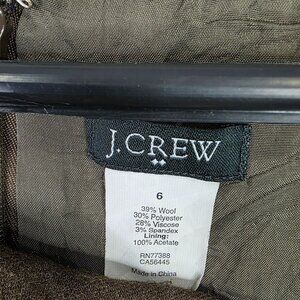 J.CREW
6
39% Wool
30% Polyester
28% Viscose
3% Spandex
Lining:
100% Acetate
RN77388
CA56445
Made in China